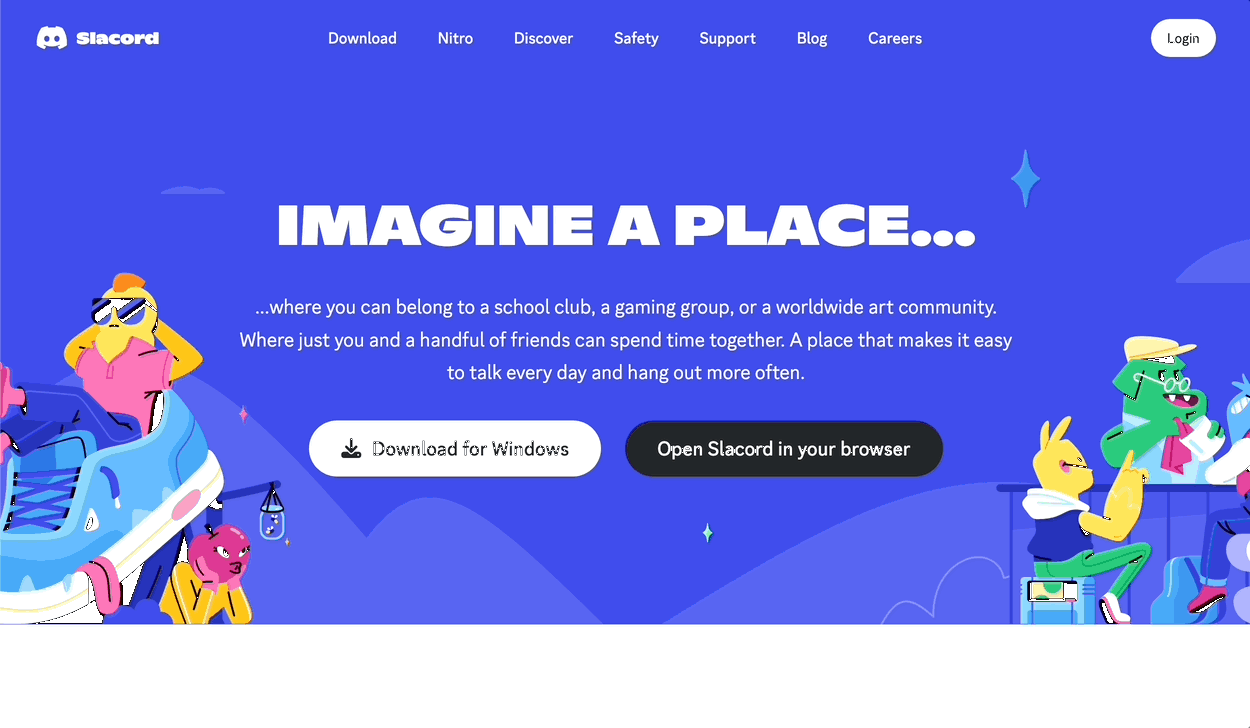 Slacord
Download
Nitro
Discover
Safety
Support
Blog
Careers
Login
IMAGINE A PLACE...
...where you can belong to a school club, a gaming group, or a worldwide art community.
Where just you and a handful of friends can spend time together. A place that makes it easy
to talk every day and hang out more often.
Download for Windows
Open Slacord in your browser